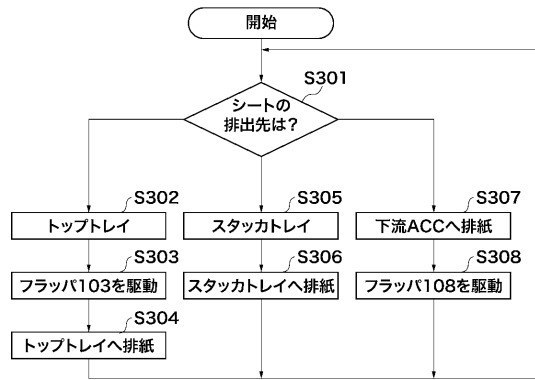 開始
S301
シートの
排出先は?
S302
トップトレイ
S303
フラッパ103を駆動
S304
トップトレイへ排紙
S305
スタッカトレイ
S306
スタッカトレイへ排紙
S307
下流ACCへ排紙
S308
フラッパ108を駆動